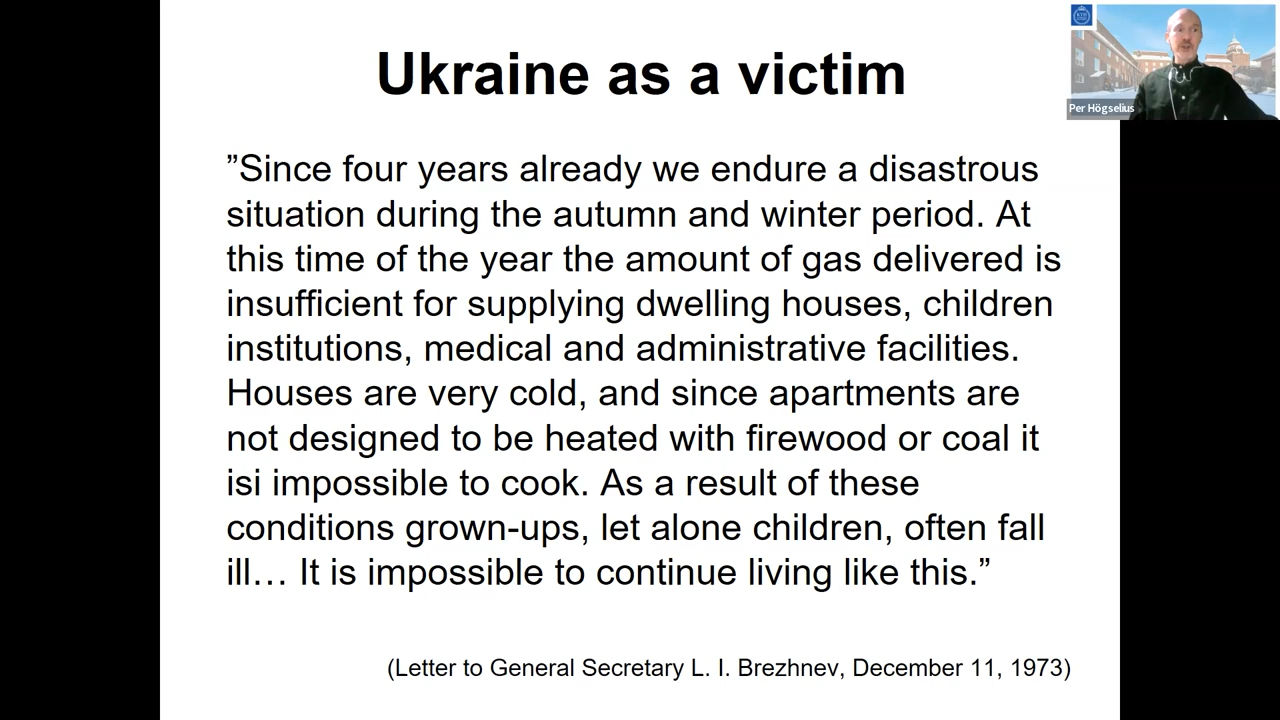 Ukraine as a victim
Per Högselius
”Since four years already we endure a disastrous
situation during the autumn and winter period. At
this time of the year the amount of gas delivered is
insufficient for supplying dwelling houses, children
institutions, medical and administrative facilities.
Houses are very cold, and since apartments are
not designed to be heated with firewood or coal it
isi impossible to cook. As a result of these
conditions grown-ups, let alone children, often fall
ill… It is impossible to continue living like this.”
(Letter to General Secretary L. I. Brezhnev, December 11, 1973)